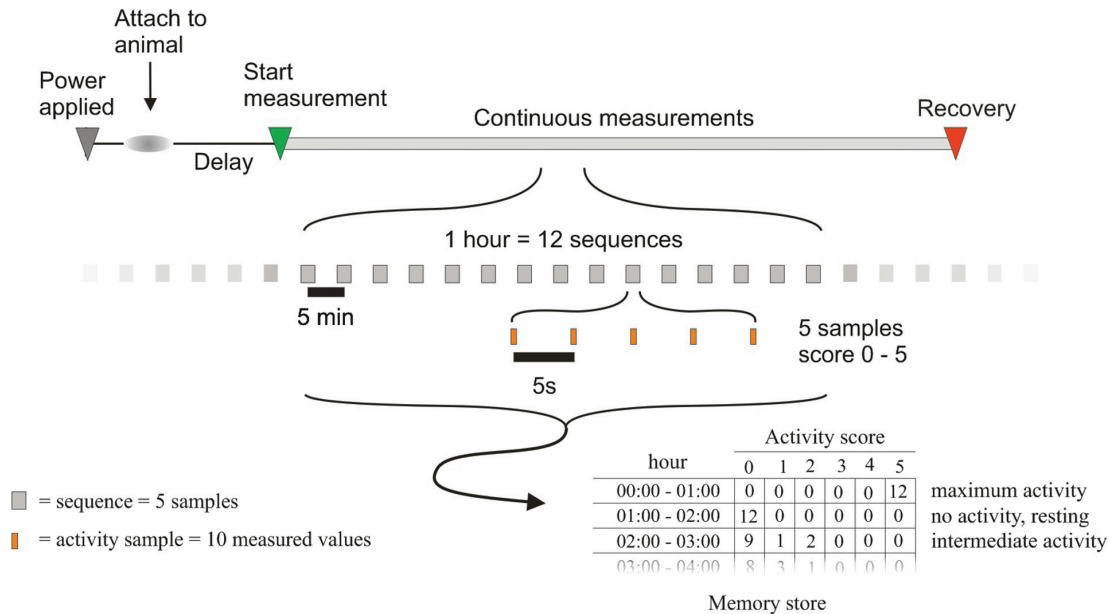 Attach to
animal
Power
applied
Start
measurement
Continuous measurements
Recovery
Delay
1 hour = 12 sequences
5 min
5 samples
score 0 - 5
5s
Activity score
hour 0 1 2 3 4 5
00:00 - 01:00 0 0 0 0 0 12 maximum activity
01:00 - 02:00 12 0 0 0 0 0 no activity, resting
02:00 - 03:00 9 1 2 0 0 0 intermediate activity
03:00 - 04:00 8 3 1 0 0 0
= sequence = 5 samples
= activity sample = 10 measured values
Memory store